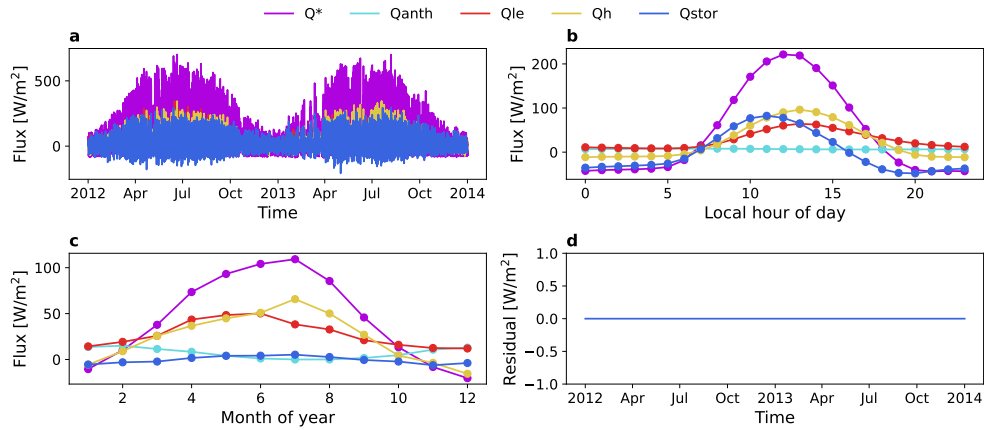 Q* Qanth Qle Qh Qstor
a
Flux [W/m²]
500
0
2012 Apr Jul Oct 2013 Apr Jul Oct 2014
Time
b
Flux [W/m²]
200
100
0
0 5 10 15 20
Local hour of day
c
Flux [W/m²]
100
50
0
2 4 6 8 10 12
Month of year
d
Residual [W/m²]
1.0
0.5
0.0
−0.5
−1.0
2012 Apr Jul Oct 2013 Apr Jul Oct 2014
Time